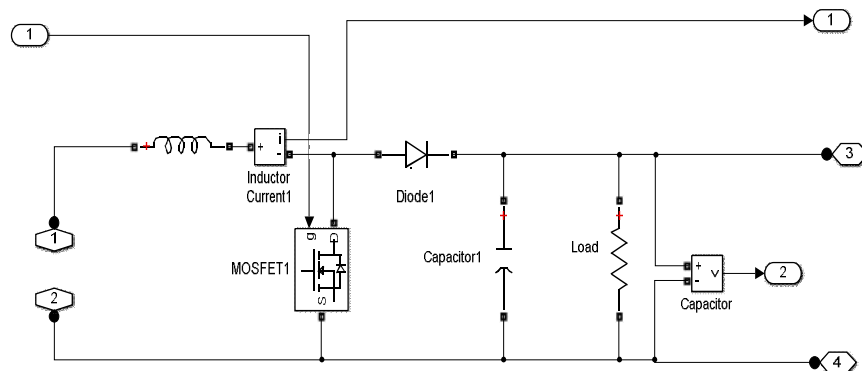 1
1
i
+
-
Inductor
Current1
Diode1
3
1
g
D
MOSFET1
S
Capacitor1
Load
+
-
v
2
Capacitor
2
4